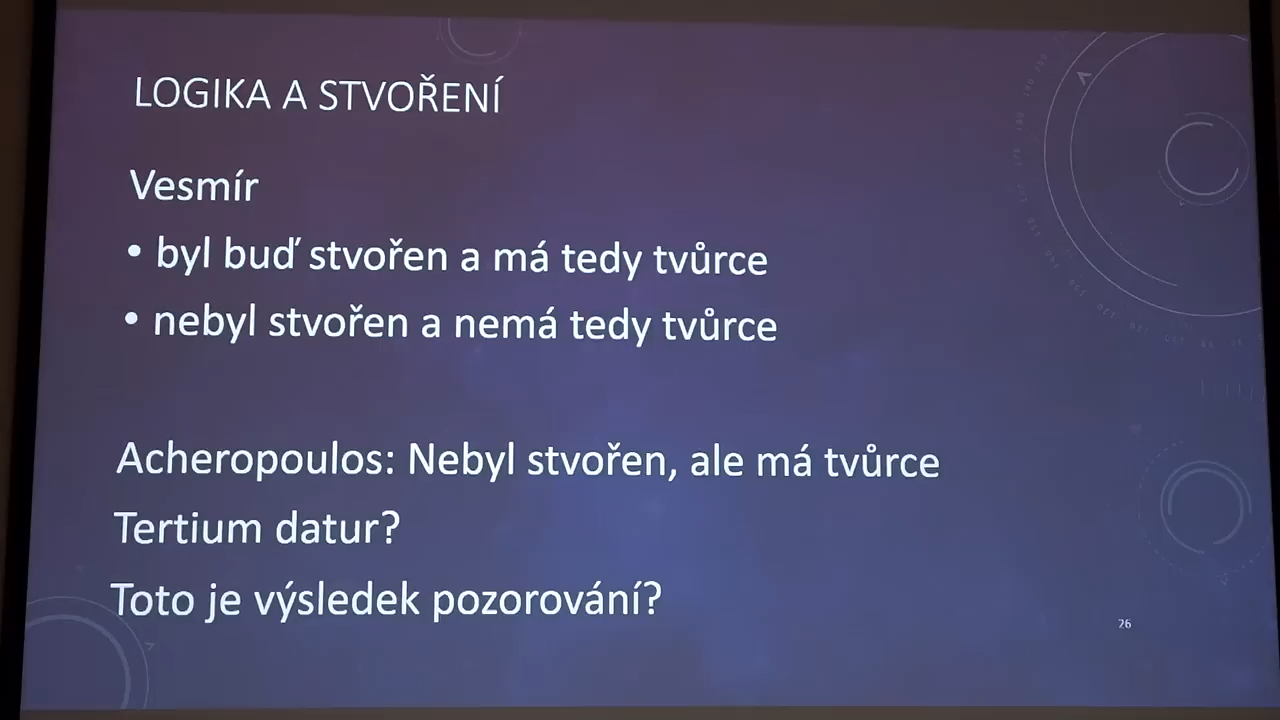 LOGIKA A STVOŘENÍ
Vesmír
• byl buď stvořen a má tedy tvůrce
• nebyl stvořen a nemá tedy tvůrce
Acheropoulos: Nebyl stvořen, ale má tvůrce
Tertium datur?
Toto je výsledek pozorování?
26